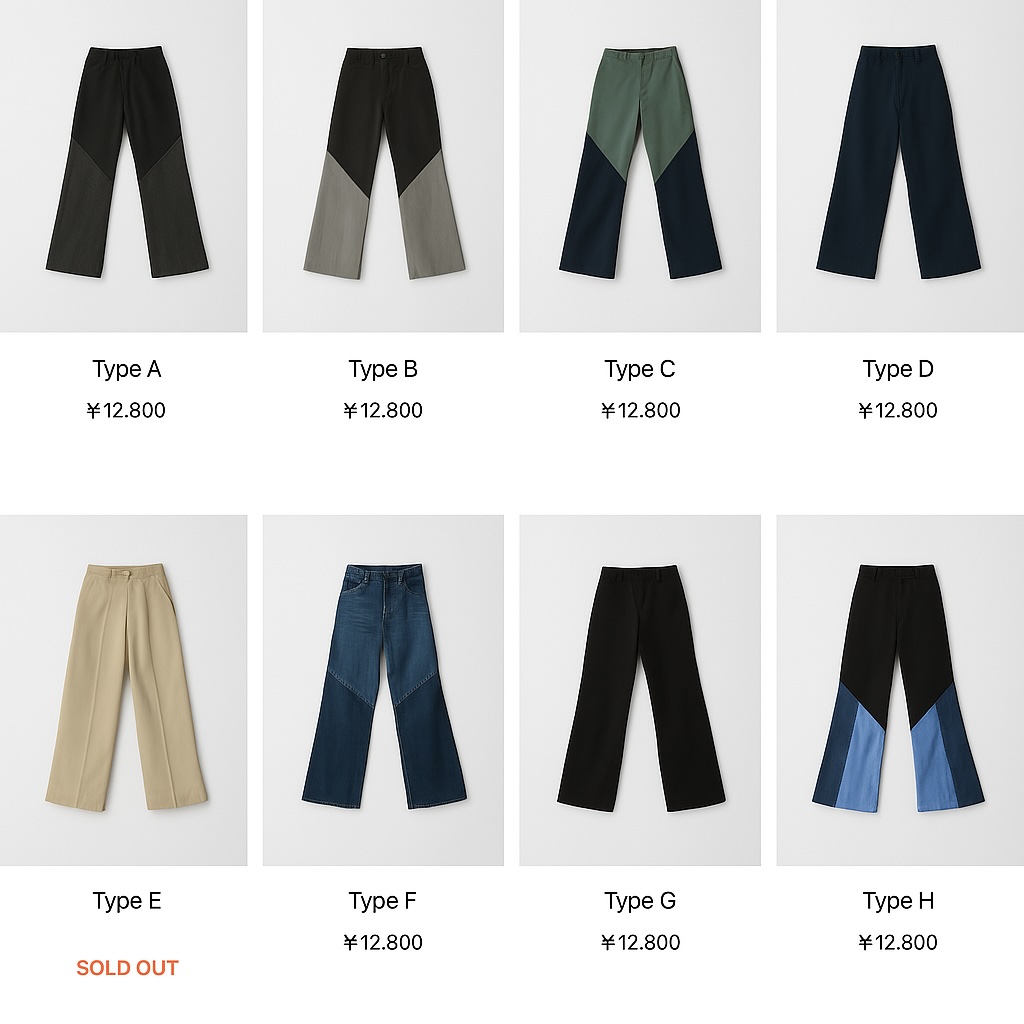 Type A
¥12.800
Type B
¥12.800
Type C
¥12.800
Type D
¥12.800
Type E
SOLD OUT
Type F
¥12.800
Type G
¥12.800
Type H
¥12.800